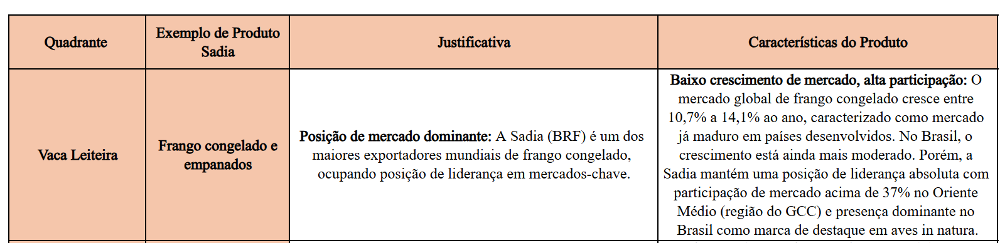 Quadrante
Exemplo de Produto
Sadia
Justificativa
Características do Produto
Vaca Leiteira
Frango congelado e
empanados
Posição de mercado dominante: A Sadia (BRF) é um dos
maiores exportadores mundiais de frango congelado,
ocupando posição de liderança em mercados-chave.
Baixo crescimento de mercado, alta participação: O
mercado global de frango congelado cresce entre
10,7% a 14,1% ao ano, caracterizado como mercado
já maduro em países desenvolvidos. No Brasil, o
crescimento está ainda mais moderado. Porém, a
Sadia mantém uma posição de liderança absoluta com
participação de mercado acima de 37% no Oriente
Médio (região do GCC) e presença dominante no
Brasil como marca de destaque em aves in natura.